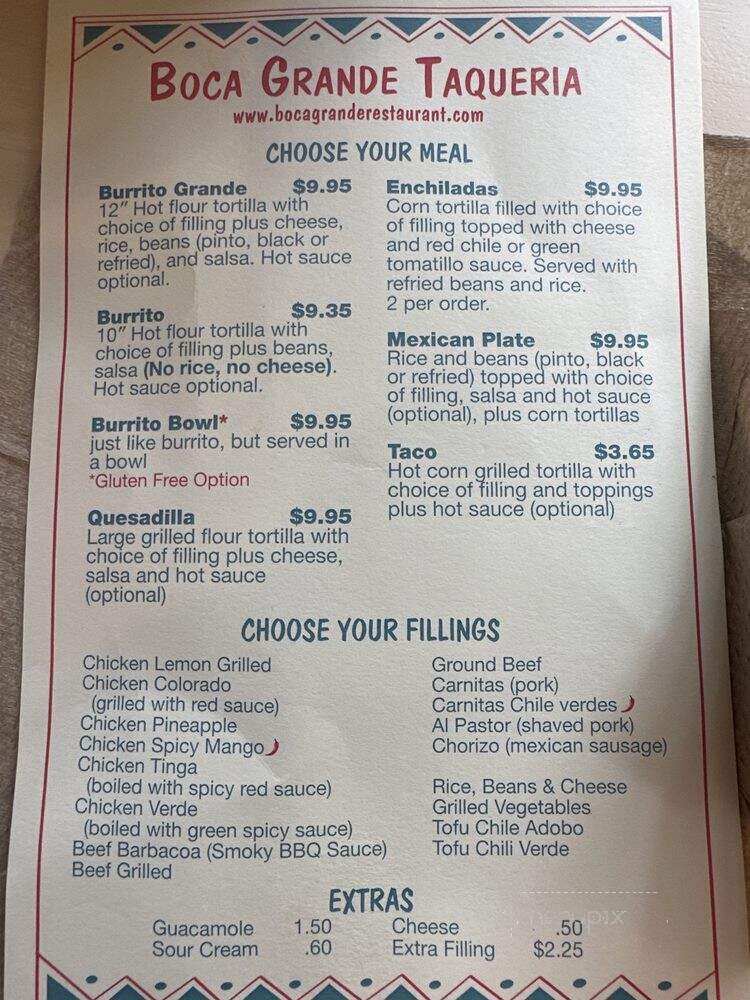 BOCA GRANDE TAQUERIA
www.bocagranderestaurant.com
CHOOSE YOUR MEAL
Burrito Grande $9.95
12" Hot flour tortilla with
choice of filling plus cheese,
rice, beans (pinto, black or
refried), and salsa. Hot sauce
optional.
Burrito $9.35
10" Hot flour tortilla with
choice of filling plus beans,
salsa (No rice, no cheese).
Hot sauce optional.
Burrito Bowl* $9.95
just like burrito, but served in
a bowl
*Gluten Free Option
Quesadilla $9.95
Large grilled flour tortilla with
choice of filling plus cheese,
salsa and hot sauce
(optional)
Enchiladas $9.95
Corn tortilla filled with choice
of filling topped with cheese
and red chile or green
tomatillo sauce. Served with
refried beans and rice.
2 per order.
Mexican Plate $9.95
Rice and beans (pinto, black
or refried) topped with choice
of filling, salsa and hot sauce
(optional), plus corn tortillas
Taco $3.65
Hot corn grilled tortilla with
choice of filling and toppings
plus hot sauce (optional)
CHOOSE YOUR FILLINGS
Chicken Lemon Grilled
Chicken Colorado
(grilled with red sauce)
Chicken Pineapple
Chicken Spicy Mango
Chicken Tinga
(boiled with spicy red sauce)
Chicken Verde
(boiled with green spicy sauce)
Beef Barbacoa (Smoky BBQ Sauce)
Beef Grilled
Ground Beef
Carnitas (pork)
Carnitas Chile verdes
Al Pastor (shaved pork)
Chorizo (mexican sausage)
Rice, Beans & Cheese
Grilled Vegetables
Tofu Chile Adobo
Tofu Chili Verde
EXTRAS
Guacamole 1.50
Sour Cream .60
Cheese .50
Extra Filling $2.25